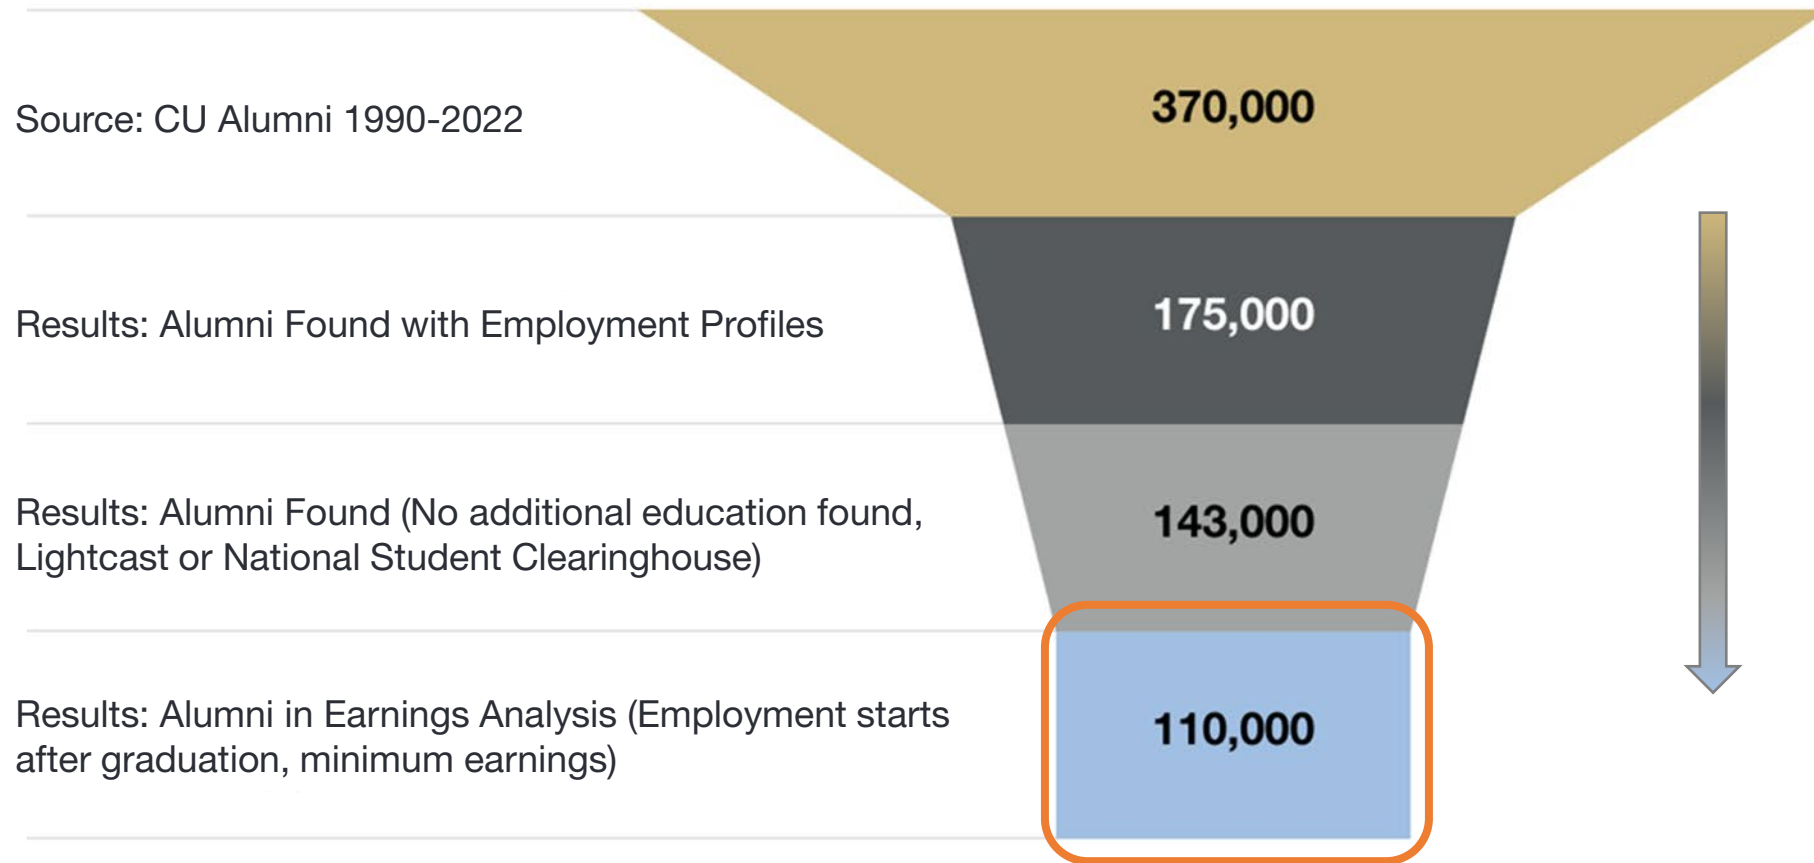 Source: CU Alumni 1990-2022
370,000
Results: Alumni Found with Employment Profiles
175,000
Results: Alumni Found (No additional education found,
Lightcast or National Student Clearinghouse)
143,000
Results: Alumni in Earnings Analysis (Employment starts
after graduation, minimum earnings)
110,000